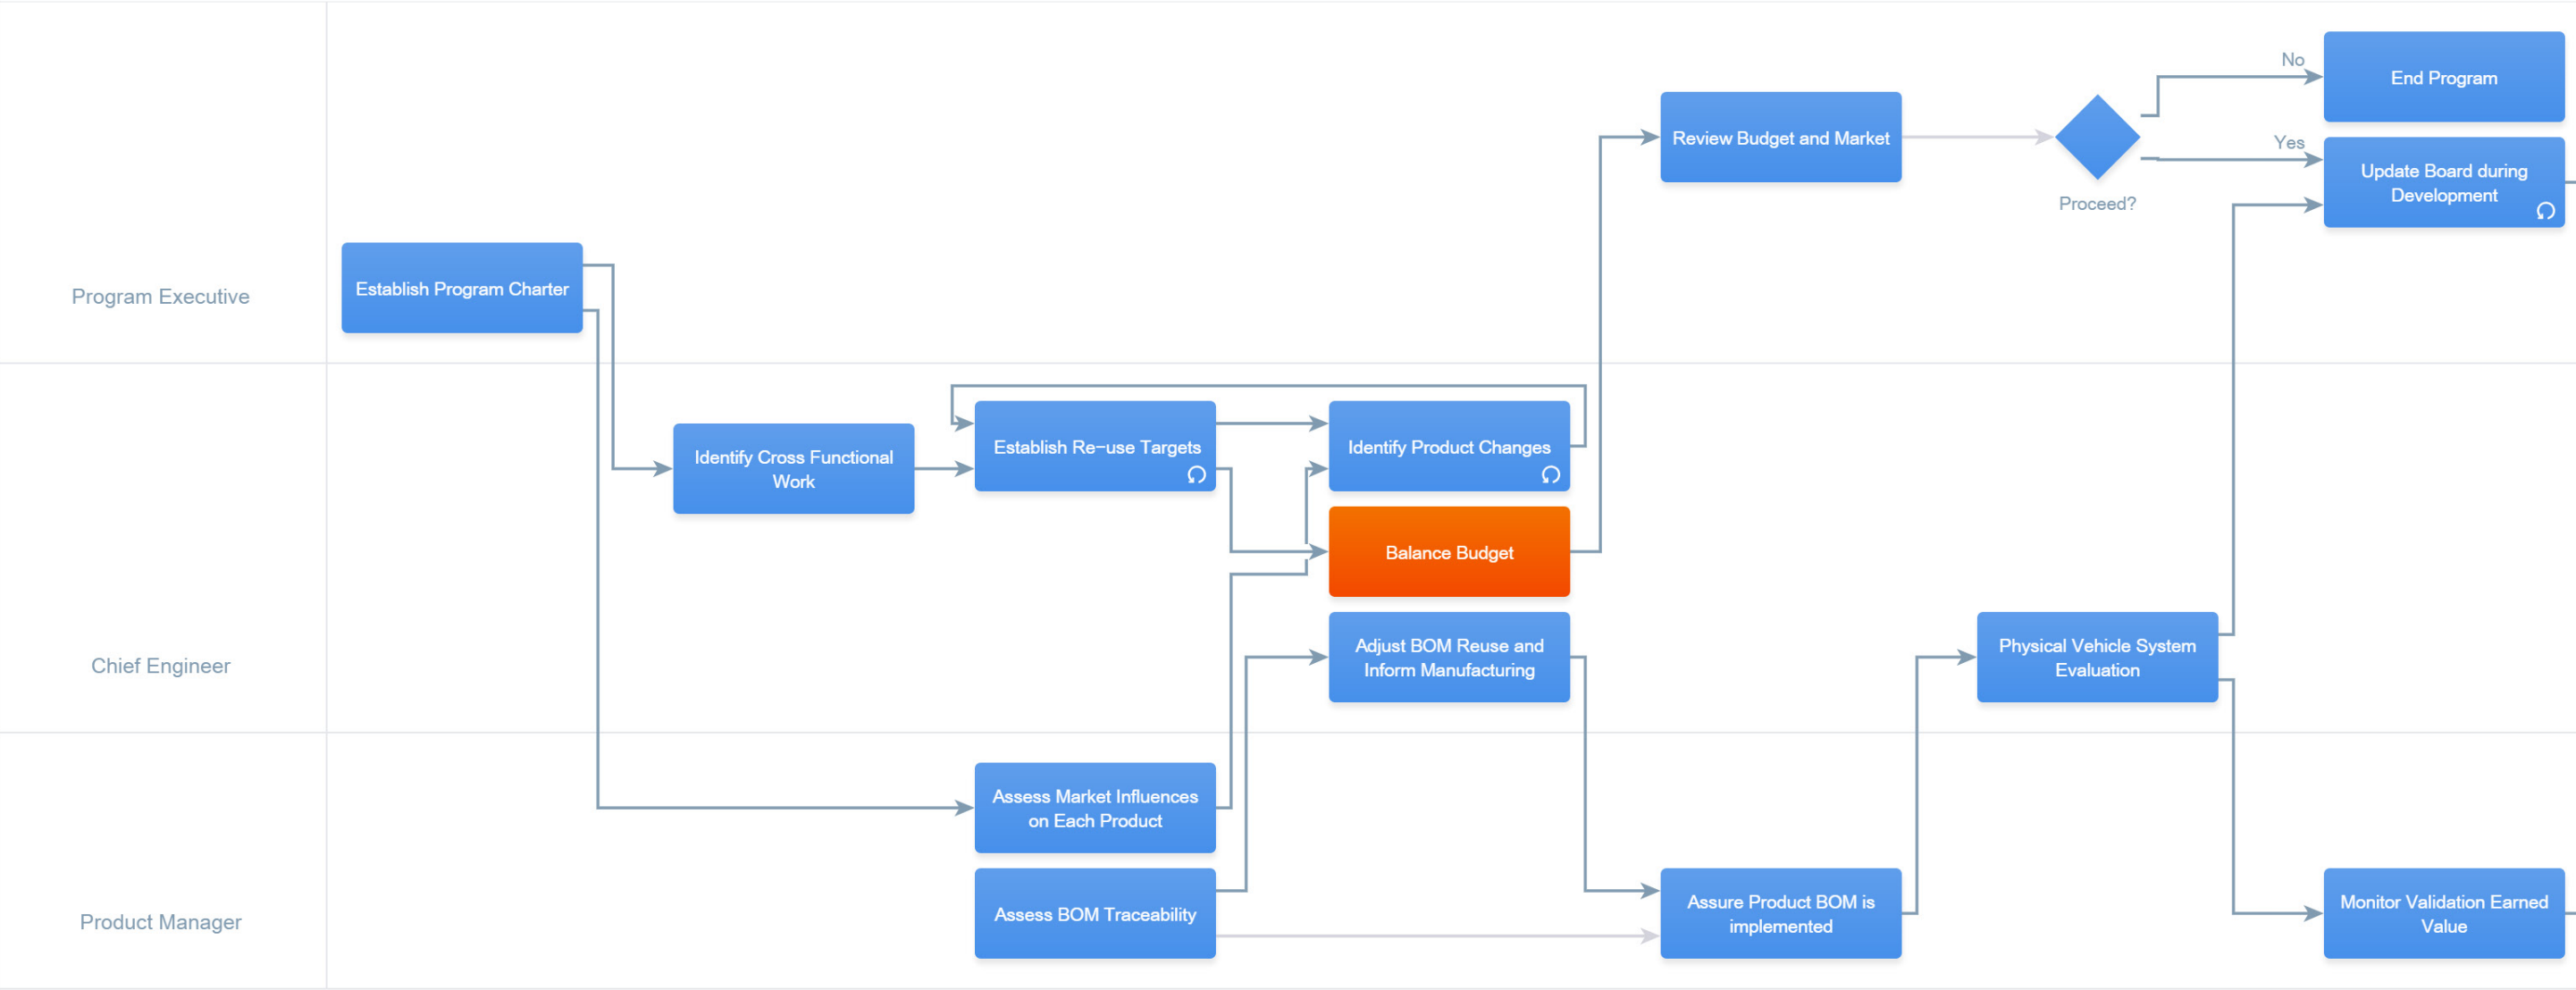 Program Executive
Establish Program Charter
Review Budget and Market
Proceed?
No
Yes
End Program
Update Board during
Development
Chief Engineer
Identify Cross Functional
Work
Establish Re-use Targets
Identify Product Changes
Balance Budget
Adjust BOM Reuse and
Inform Manufacturing
Physical Vehicle System
Evaluation
Product Manager
Assess Market Influences
on Each Product
Assess BOM Traceability
Assure Product BOM is
implemented
Monitor Validation Earned
Value